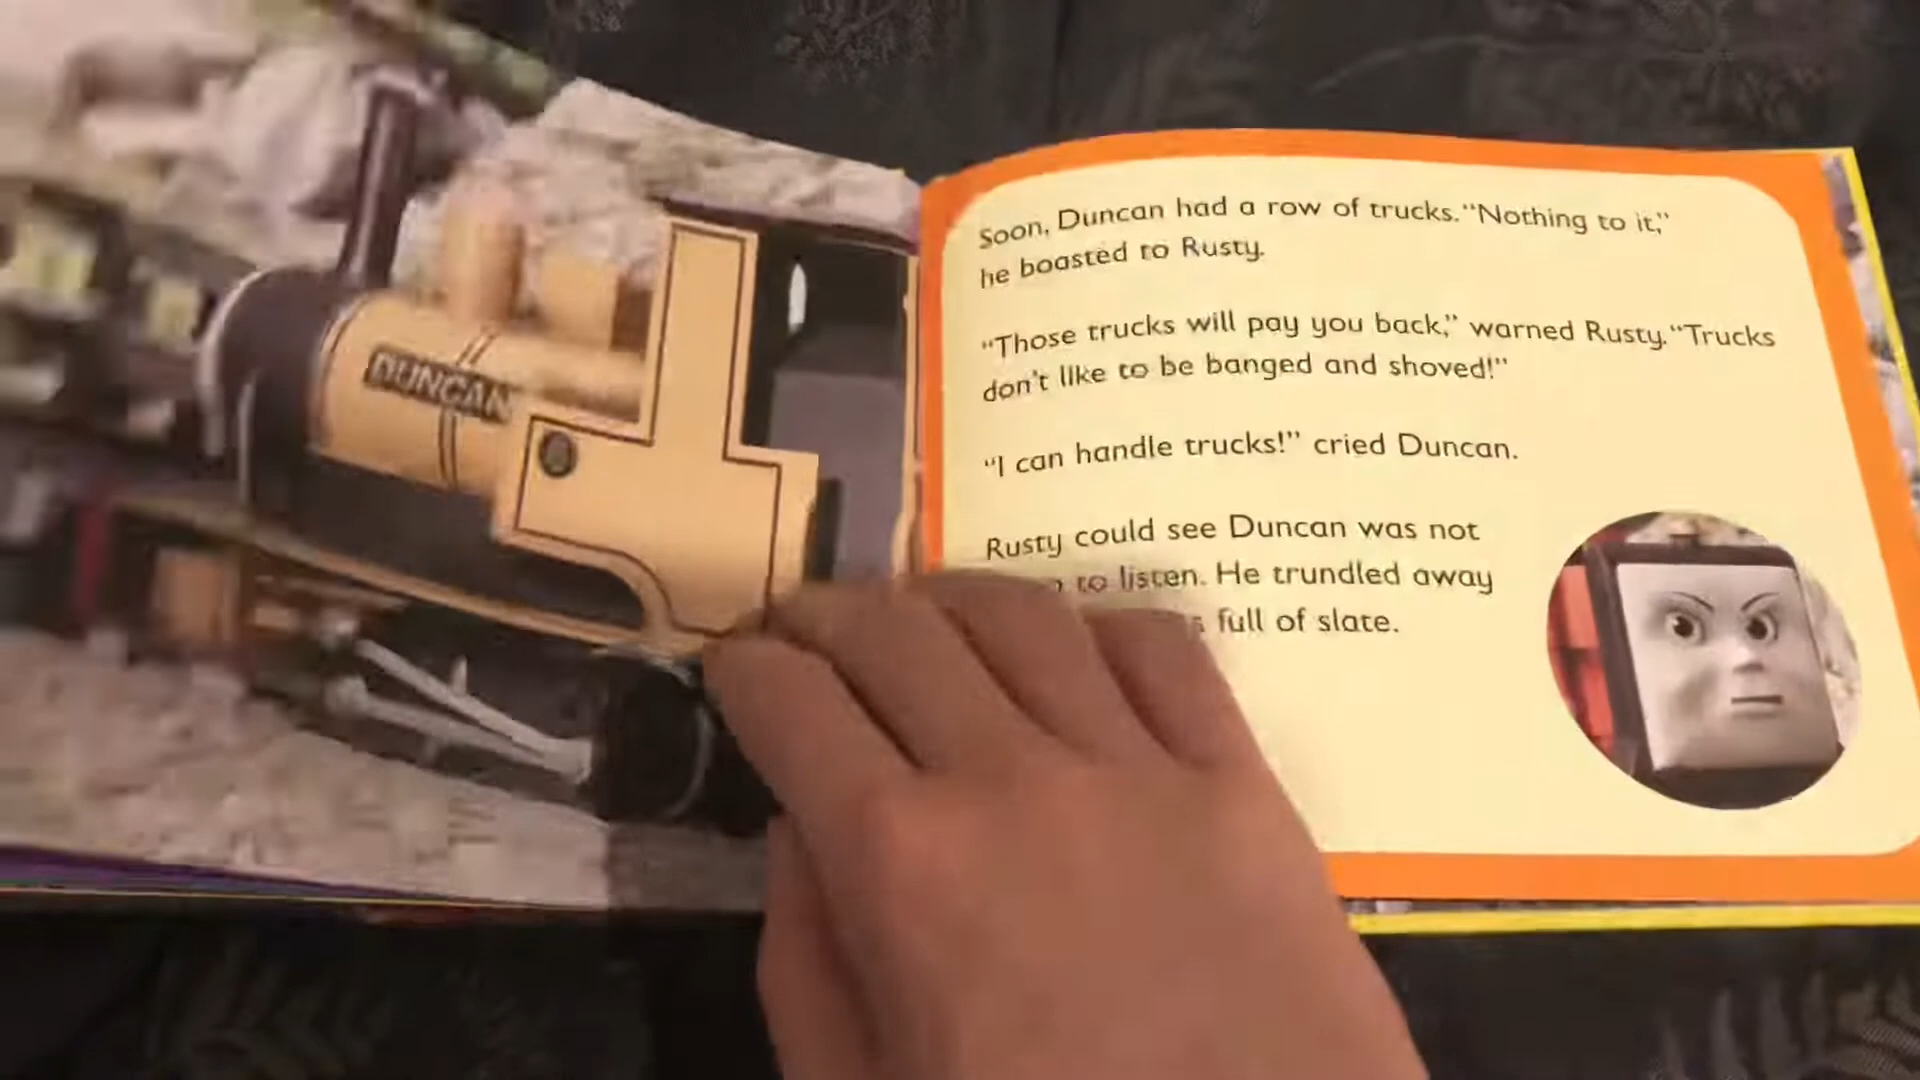 DUNCAN
Soon, Duncan had a row of trucks. “Nothing to it,”
he boasted to Rusty.
“Those trucks will pay you back,” warned Rusty. “Trucks
don't like to be banged and shoved!”
“I can handle trucks!” cried Duncan.
Rusty could see Duncan was not
to listen. He trundled away
full of slate.